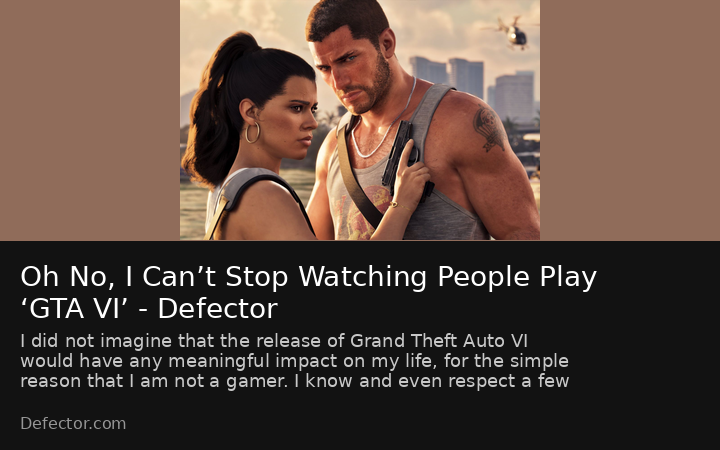 Oh No, I Can’t Stop Watching People Play
‘GTA VI’ - Defector
I did not imagine that the release of Grand Theft Auto VI
would have any meaningful impact on my life, for the simple
reason that I am not a gamer. I know and even respect a few
Defector.com